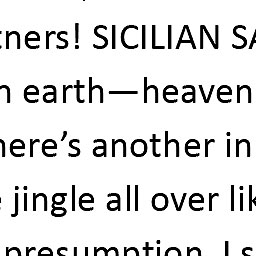 tners! SICILIAN SA
n earth—heaven
here's another in
e jingle all over lik
presumption. I s